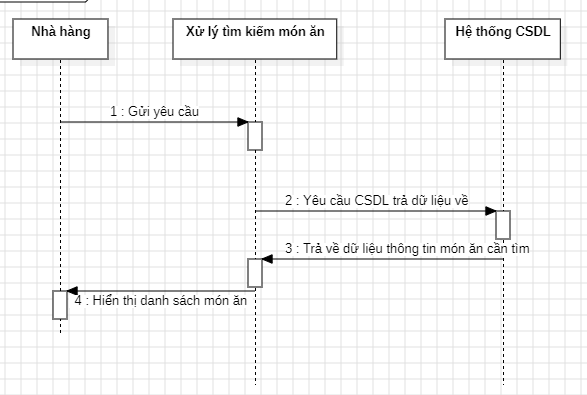 Nhà hàng
Xử lý tìm kiếm món ăn
Hệ thống CSDL
1 : Gửi yêu cầu
2 : Yêu cầu CSDL trả dữ liệu về
3 : Trả về dữ liệu thông tin món ăn cần tìm
4 : Hiển thị danh sách món ăn